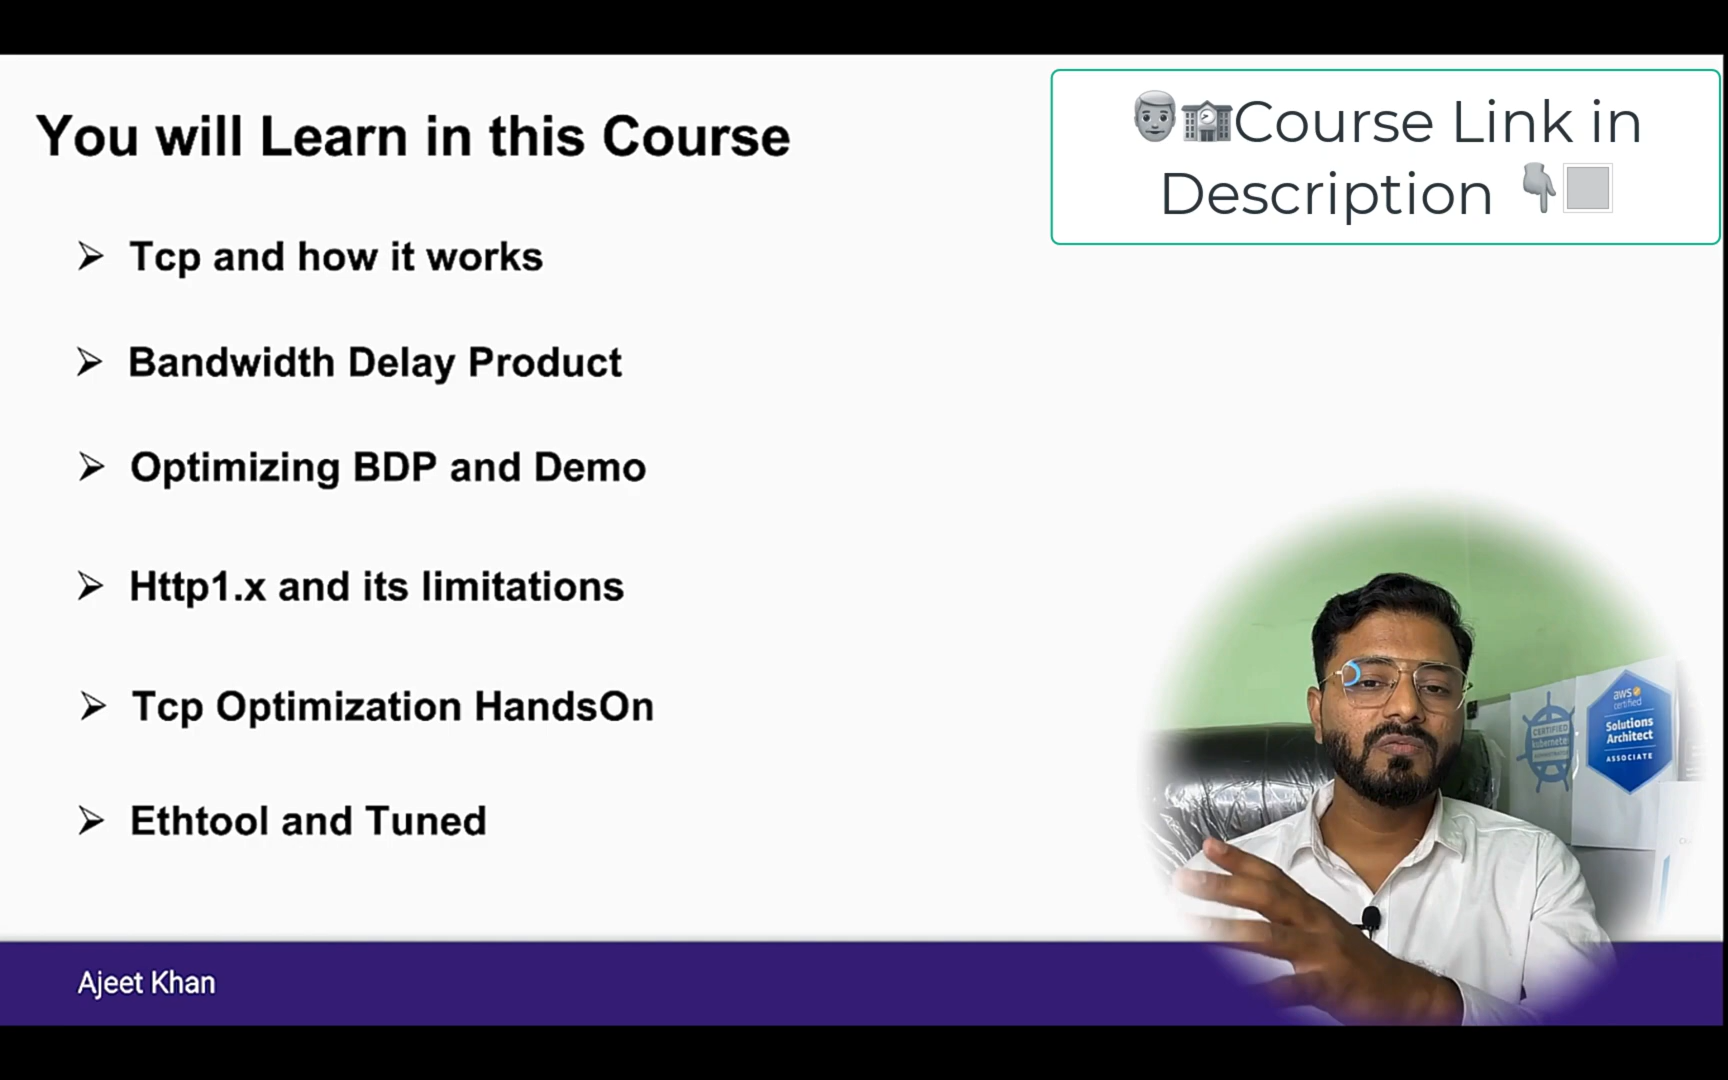 You will Learn in this Course
Course Link in
Description
Tcp and how it works
Bandwidth Delay Product
Optimizing BDP and Demo
Http1.x and its limitations
Tcp Optimization HandsOn
Ethtool and Tuned
aws
certified
Solutions
Architect
ASSOCIATE
CERTIFIED
kubernetes
Ajeet Khan